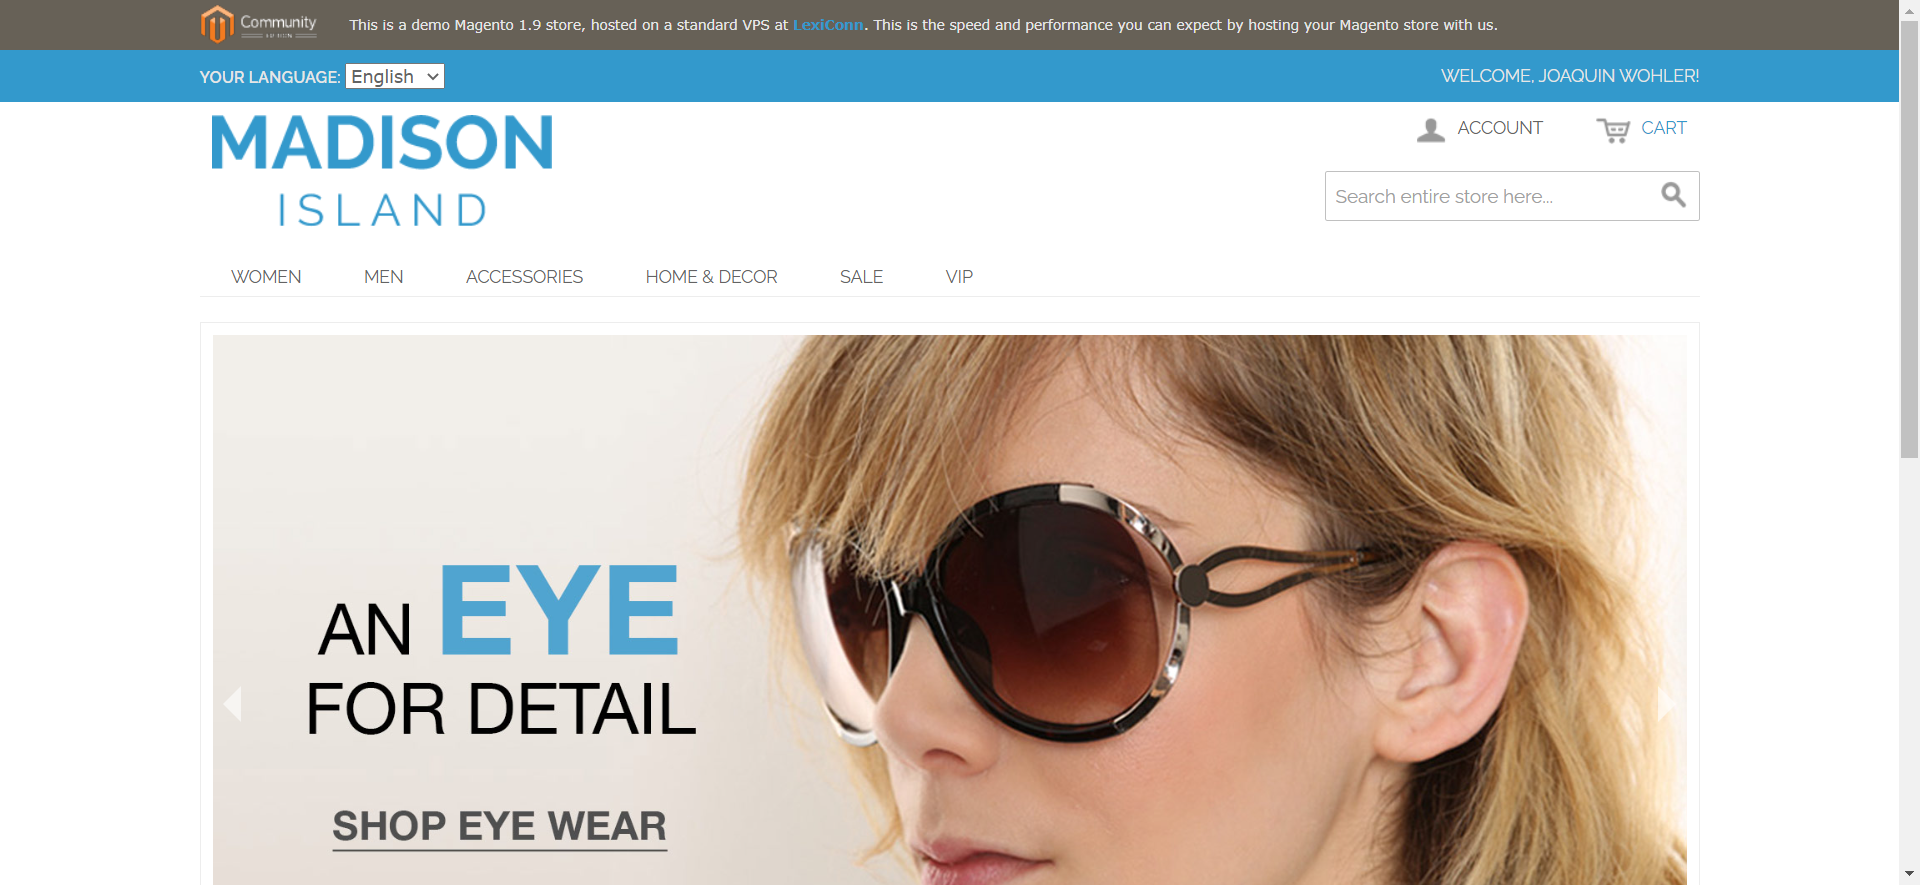 Community
This is a demo Magento 1.9 store, hosted on a standard VPS at LexiConn. This is the speed and performance you can expect by hosting your Magento store with us.
YOUR LANGUAGE: English
WELCOME, JOAQUIN WOHLER!
MADISON
ISLAND
ACCOUNT
CART
Search entire store here...
WOMEN
MEN
ACCESSORIES
HOME & DECOR
SALE
VIP
AN EYE
FOR DETAIL
SHOP EYE WEAR